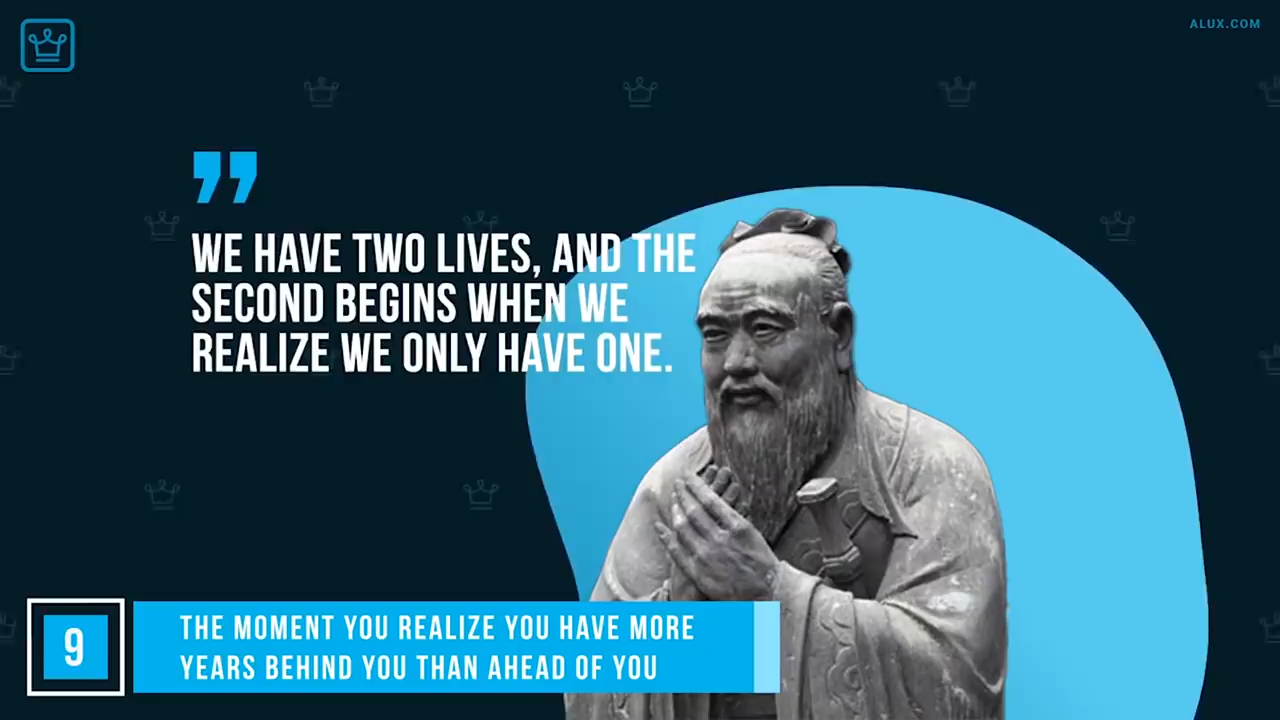 ALUX.COM
”
WE HAVE TWO LIVES, AND THE
SECOND BEGINS WHEN WE
REALIZE WE ONLY HAVE ONE.
9
THE MOMENT YOU REALIZE YOU HAVE MORE
YEARS BEHIND YOU THAN AHEAD OF YOU